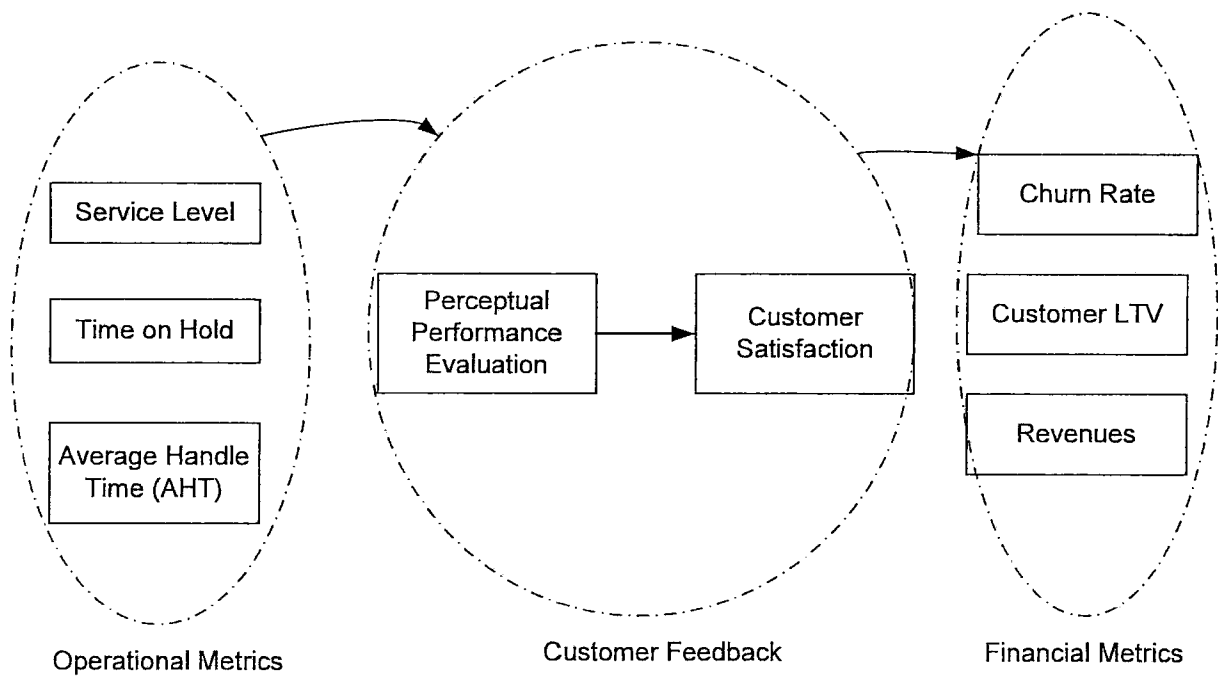 Service Level
Time on Hold
Average Handle
Time (AHT)
Operational Metrics
Perceptual
Performance
Evaluation
Customer
Satisfaction
Customer Feedback
Churn Rate
Customer LTV
Revenues
Financial Metrics